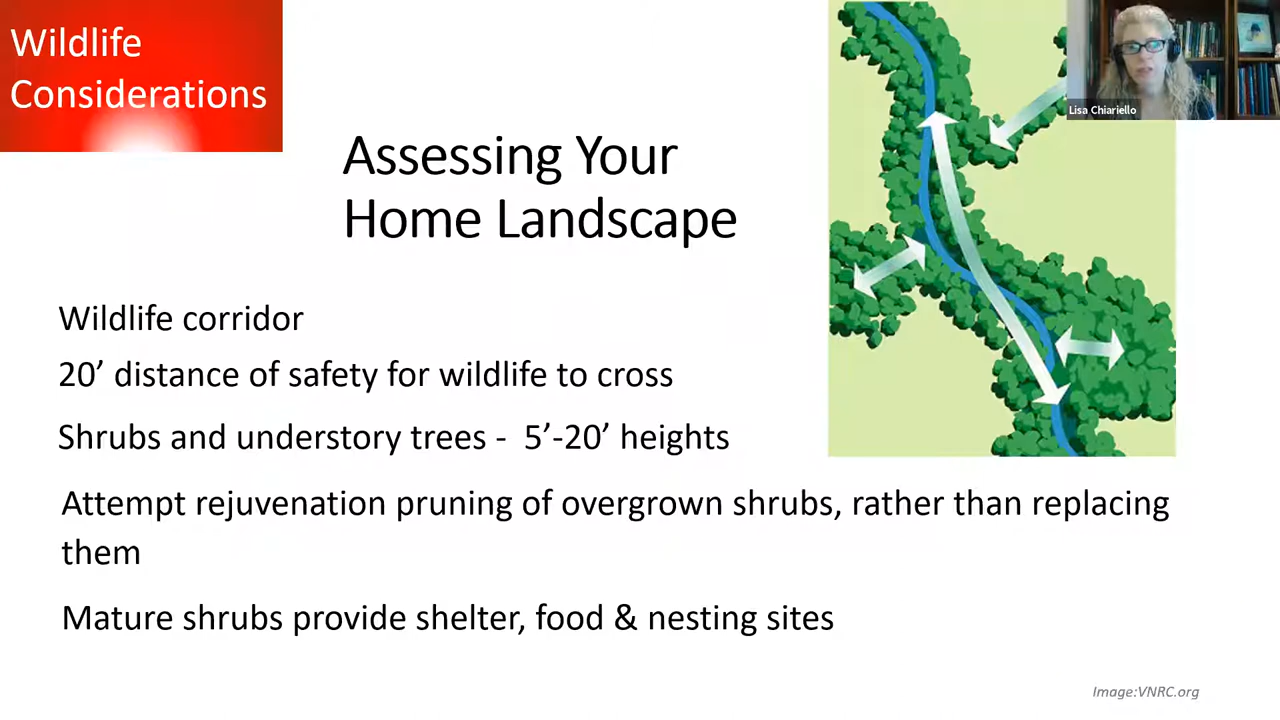 Wildlife
Considerations
Lisa Chiariello
Assessing Your
Home Landscape
Wildlife corridor
20’ distance of safety for wildlife to cross
Shrubs and understory trees - 5’-20’ heights
Attempt rejuvenation pruning of overgrown shrubs, rather than replacing
them
Mature shrubs provide shelter, food & nesting sites
Image:VNRC.org